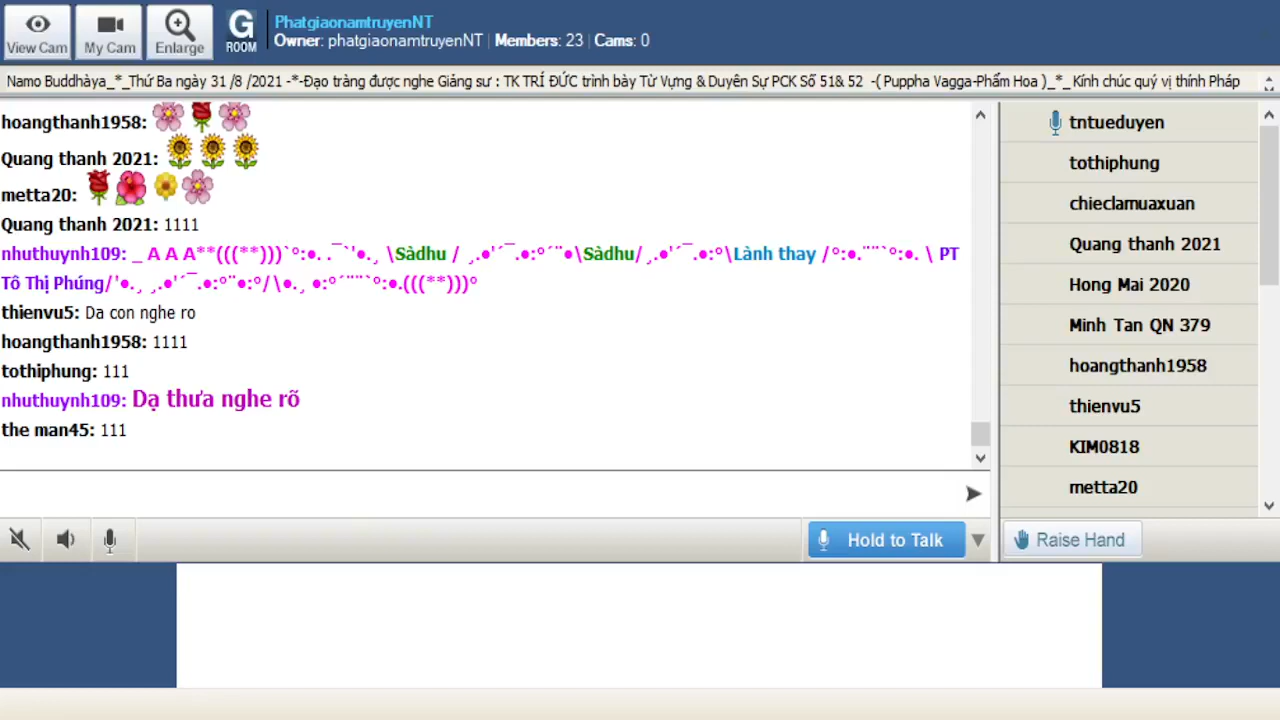 View Cam
My Cam
Enlarge
G
ROOM
PhatgiaonamtruyenNT
Owner: phatgiaonamtruyenNT | Members: 23 | Cams: 0
Namo Buddhàya_*_Thứ Ba ngày 31 /8 /2021 -*-Đạo tràng được nghe Giảng sư : TK TRÍ ĐỨC trình bày Từ Vựng & Duyên Sự PCK Số 51& 52 -( Puppha Vagga-Phẩm Hoa )_*_Kính chúc quý vị thính Pháp
hoangthanh1958:
Quang thanh 2021:
metta20:
Quang thanh 2021: 1111
nhuthuynh109: _ A A A**(((**)))`°:•. .¯`'•.¸ \Sàdhu / ¸.•'´¯.•:°´¨•\Sàdhu/¸.•'´¯.•:°\Lành thay /°:•.¨¨`°:•. \ PT
Tô Thị Phúng/'•.¸ ¸.•'´¯.•:°¨•:°/\•.¸ •:°´¨¨`°:•.(((**)))°
thienvu5: Da con nghe ro
hoangthanh1958: 1111
tothiphung: 111
nhuthuynh109: Dạ thưa nghe rõ
the man45: 111
tntueduyen
tothiphung
chieclamuaxuan
Quang thanh 2021
Hong Mai 2020
Minh Tan QN 379
hoangthanh1958
thienvu5
KIM0818
metta20
Hold to Talk
Raise Hand